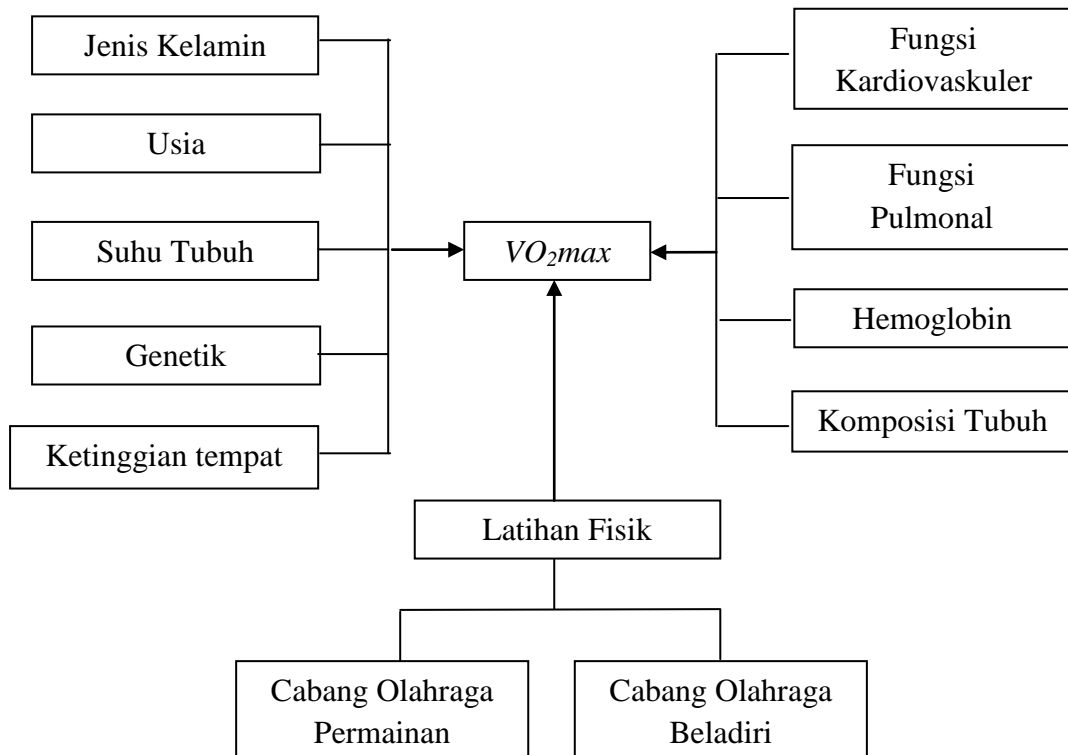 Jenis Kelamin
Usia
Suhu Tubuh
Genetik
Ketinggian tempat
VO₂max
Fungsi
Kardiovaskuler
Fungsi
Pulmonal
Hemoglobin
Komposisi Tubuh
Latihan Fisik
Cabang Olahraga
Permainan
Cabang Olahraga
Beladiri